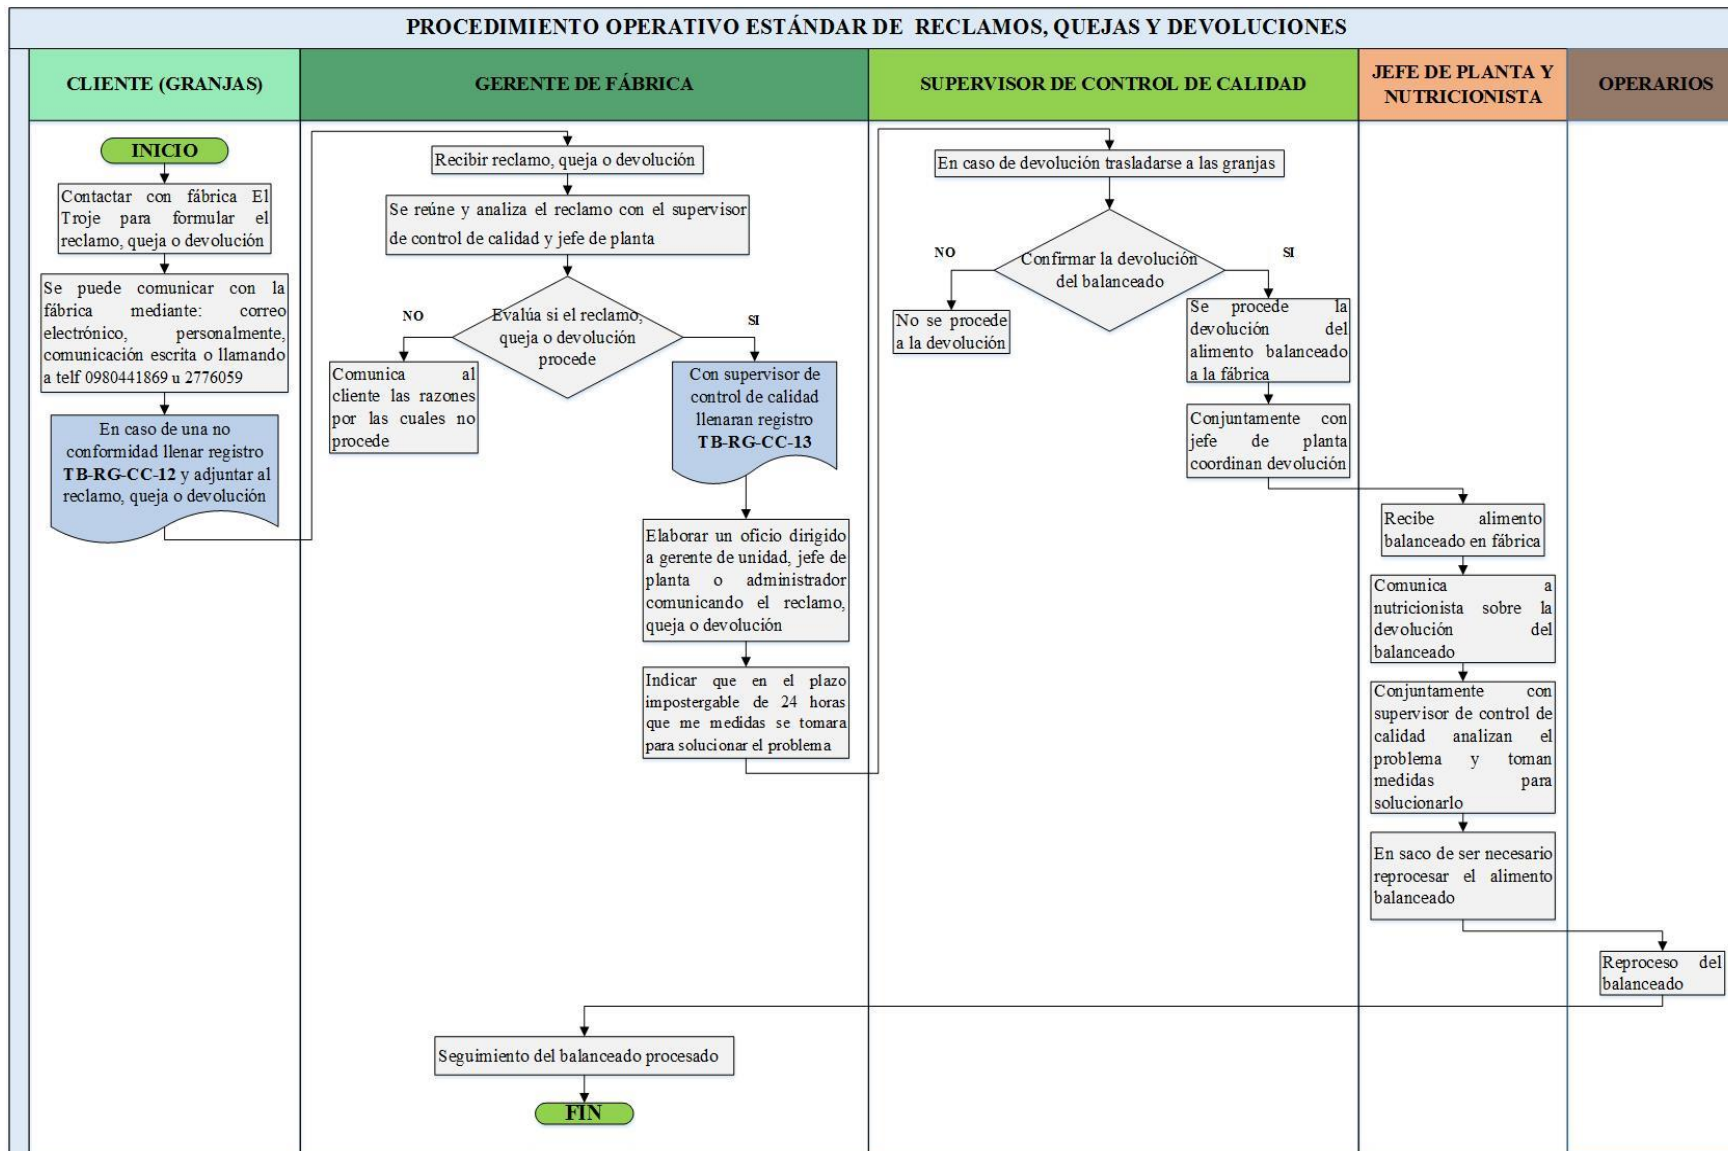 PROCEDIMIENTO OPERATIVO ESTÁNDAR DE RECLAMOS, QUEJAS Y DEVOLUCIONES
CLIENTE (GRANJAS)
GERENTE DE FÁBRICA
SUPERVISOR DE CONTROL DE CALIDAD
JEFE DE PLANTA Y
NUTRICIONISTA
OPERARIOS
INICIO
Contactar con fábrica El
Troje para formular el
reclamo, queja o devolución
Se puede comunicar con la
fábrica mediante: correo
electrónico, personalmente,
comunicación escrita o llamando
a telf 0980441869 u 2776059
En caso de una no
conformidad llenar registro
TB-RG-CC-12 y adjuntar al
reclamo, queja o devolución
Recibir reclamo, queja o devolución
Se reúne y analiza el reclamo con el supervisor
de control de calidad y jefe de planta
Evalúa si el reclamo,
queja o devolución
procede
NO
SI
Comunica al
cliente las razones
por las cuales no
procede
Con supervisor de
control de calidad
llenaran registro
TB-RG-CC-13
Elaborar un oficio dirigido
a gerente de unidad, jefe de
planta o administrador
comunicando el reclamo,
queja o devolución
Indicar que en el plazo
impostergable de 24 horas
que me medidas se tomara
para solucionar el problema
En caso de devolución trasladarse a las granjas
Confirmar la devolución
del balanceado
NO
SI
No se procede
a la devolución
Se procede la
devolución del
alimento balanceado
a la fábrica
Conjuntamente con
jefe de planta
coordinan devolución
Recibe alimento
balanceado en fábrica
Comunica a
nutricionista sobre la
devolución del
balanceado
Conjuntamente con
supervisor de control de
calidad analizan el
problema y toman
medidas para
solucionarlo
En saco de ser necesario
reprocesar el alimento
balanceado
Reproceso del
balanceado
Seguimiento del balanceado procesado
FIN